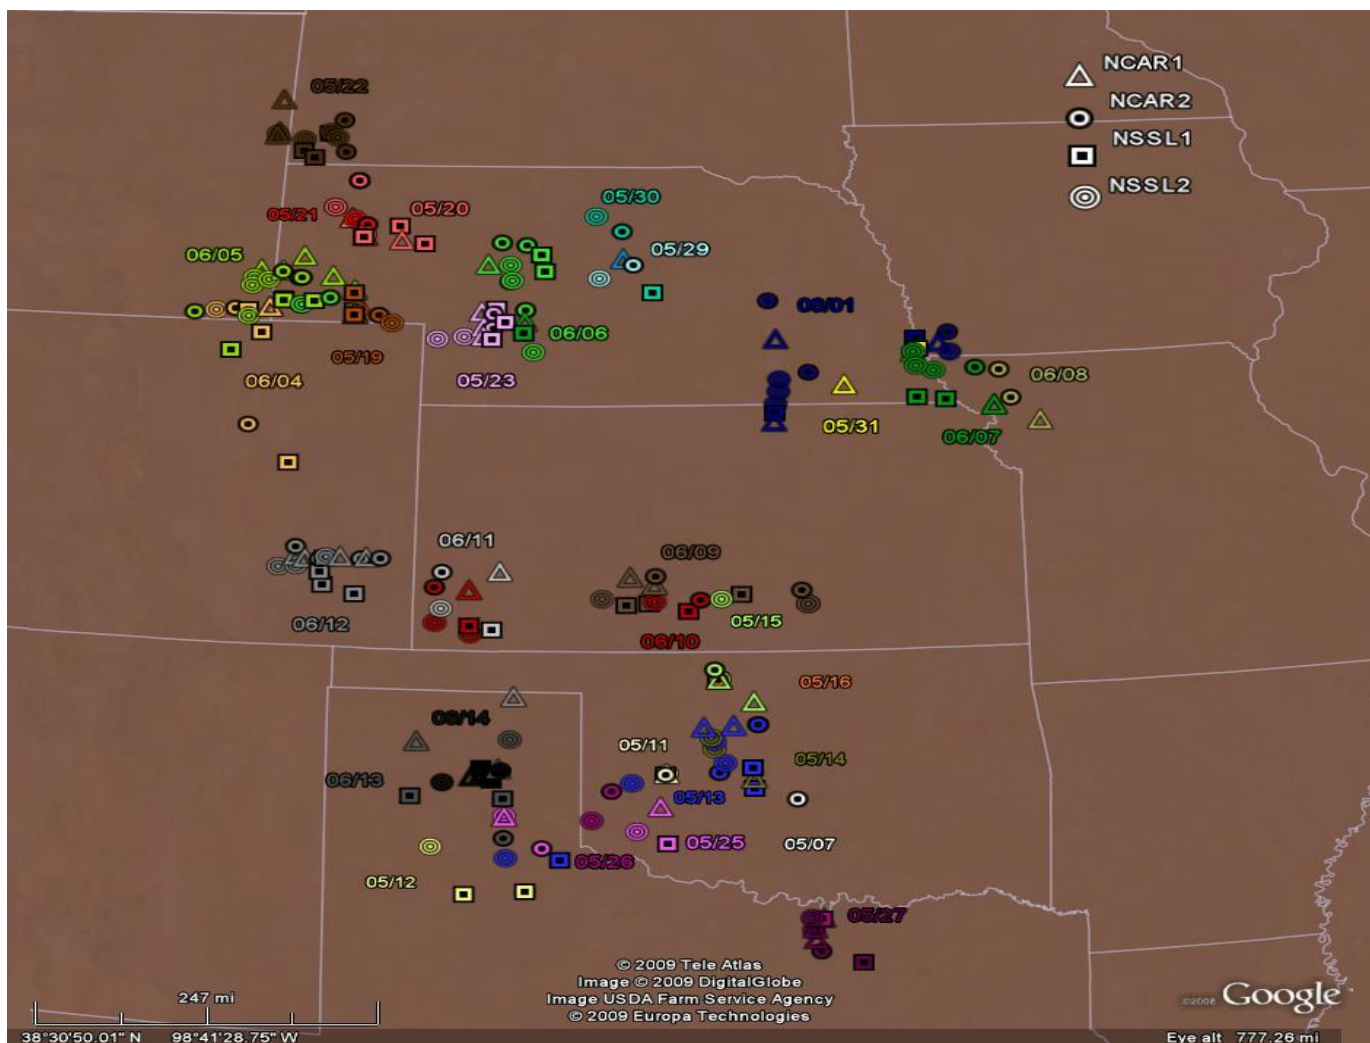 05/22
NCAR1
NCAR2
NSSL1
NSSL2
05/30
05/21
05/20
06/05
05/29
06/01
06/06
05/19
06/04
05/23
06/08
05/31
06/07
06/11
06/09
06/12
05/15
06/10
05/16
06/14
05/11
05/14
06/13
05/13
05/25
05/07
05/26
05/12
05/27
© 2009 Tele Atlas
Image © 2009 DigitalGlobe
Image USDA Farm Service Agency
© 2009 Europa Technologies
247 mi
©2008 Google™
38°30'50.01" N 98°41'28.75" W
Eye alt 777.26 mi